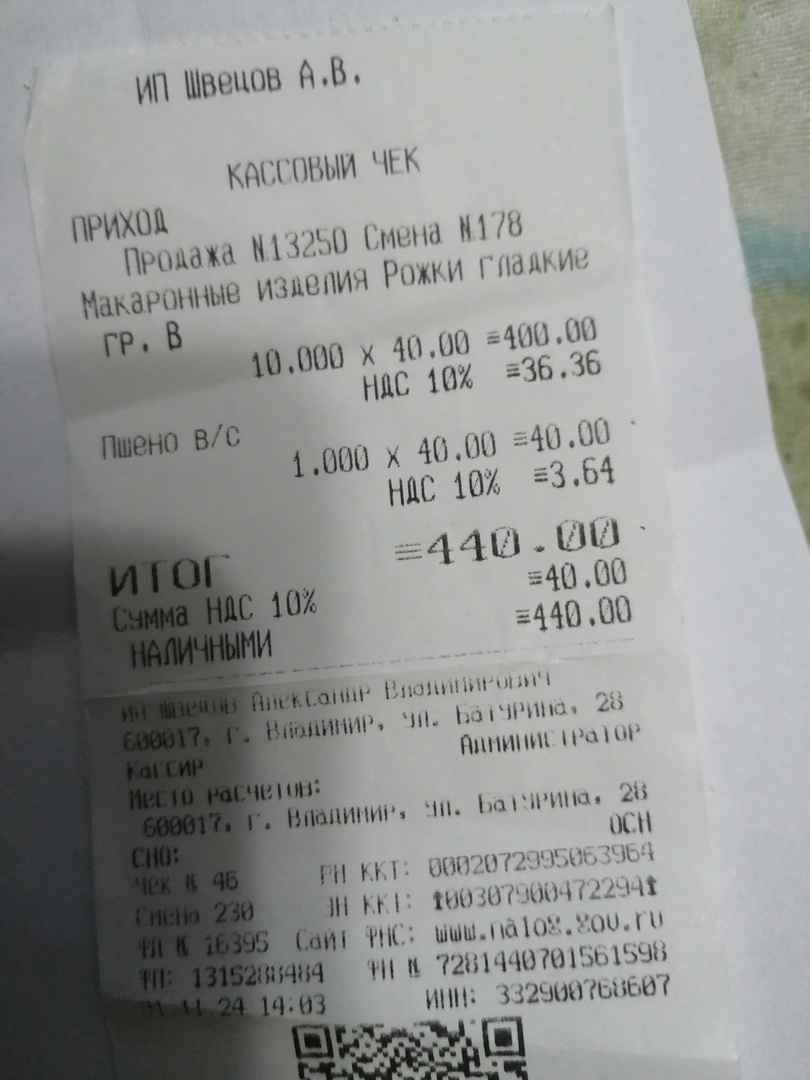 ИП Швецов А.В.
КАССОВЫЙ ЧЕК
ПРИХОД
Продажа №13250 Смена №178
Макаронные изделия Рожки гладкие
гр. В
10.000 x 40.00 ≡400.00
НДС 10% ≡36.36
Пшено В/С
1.000 x 40.00 ≡40.00
НДС 10% ≡3.64
ИТОГ ≡440.00
Сумма НДС 10% ≡40.00
НАЛИЧНЫМИ ≡440.00
ИП Швецов Александр Владимирович
600017, г. Владимир, ул. Батурина, 28
Кассир Администратор
Место расчетов:
600017, г. Владимир, ул. Батурина, 28
СНО: ОСН
Чек № 46 РН ККТ: 0002072995063964
Смена 230 ЗН ККТ: 00307900472294
ФД № 16395 Сайт ФНС: www.nalog.gov.ru
ФП: 1315288484 ФН № 7281440701561598
14:03 ИНН: 332900768607